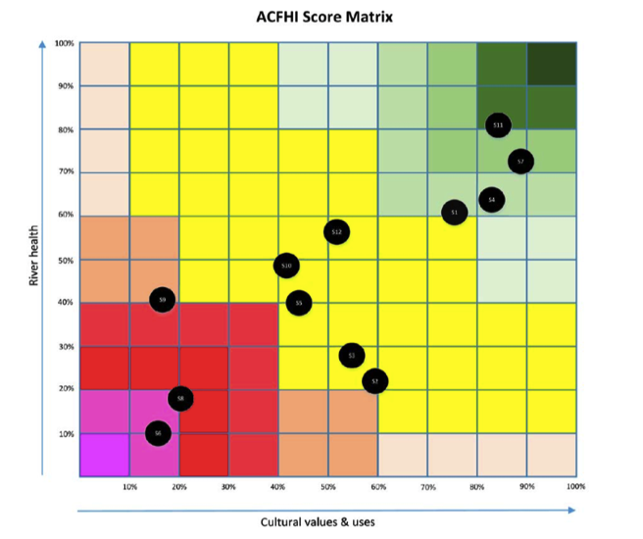 ACFHI Score Matrix
100%
90%
80%
70%
60%
50%
40%
30%
20%
10%
River health
S11
S7
S4
S1
S12
S10
S9
S5
S3
S2
S8
S6
10% 20% 30% 40% 50% 60% 70% 80% 90% 100%
Cultural values & uses